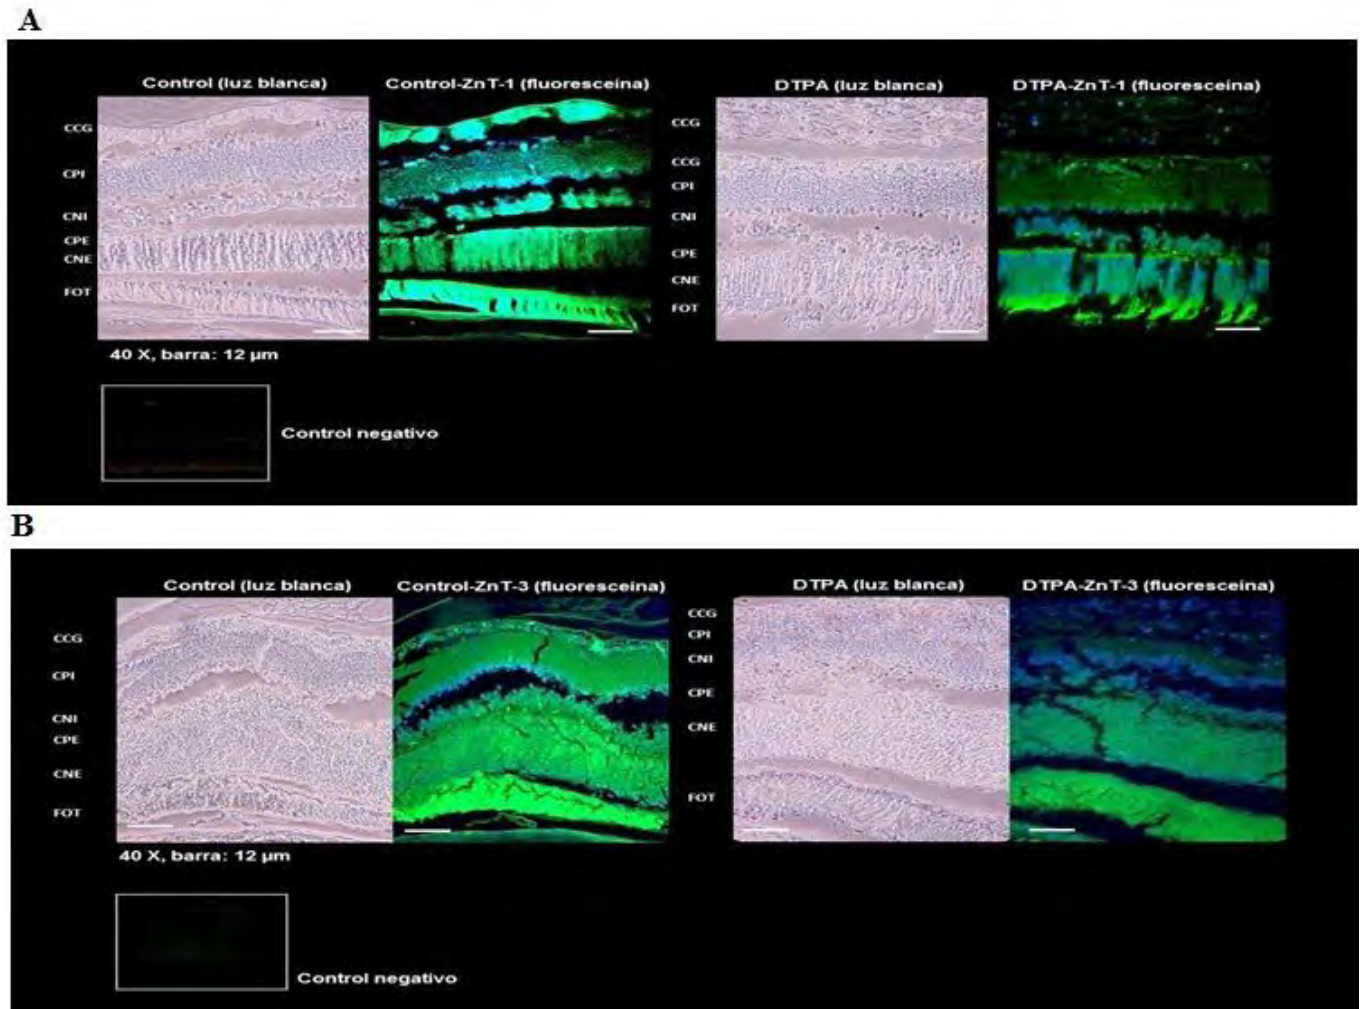 A
Control (luz blanca) Control-ZnT-1 (fluoresceína) DTPA (luz blanca) DTPA-ZnT-1 (fluoresceína)
CCG
CPI
CNI
CPE
CNE
FOT
CCG
CCG
CPI
CNI
CPE
CNE
FOT
40 X, barra: 12 µm
Control negativo
B
Control (luz blanca) Control-ZnT-3 (fluoresceína) DTPA (luz blanca) DTPA-ZnT-3 (fluoresceína)
CCG
CPI
CNI
CPE
CNE
FOT
CCG
CPI
CNI
CPE
CNE
FOT
40 X, barra: 12 µm
Control negativo